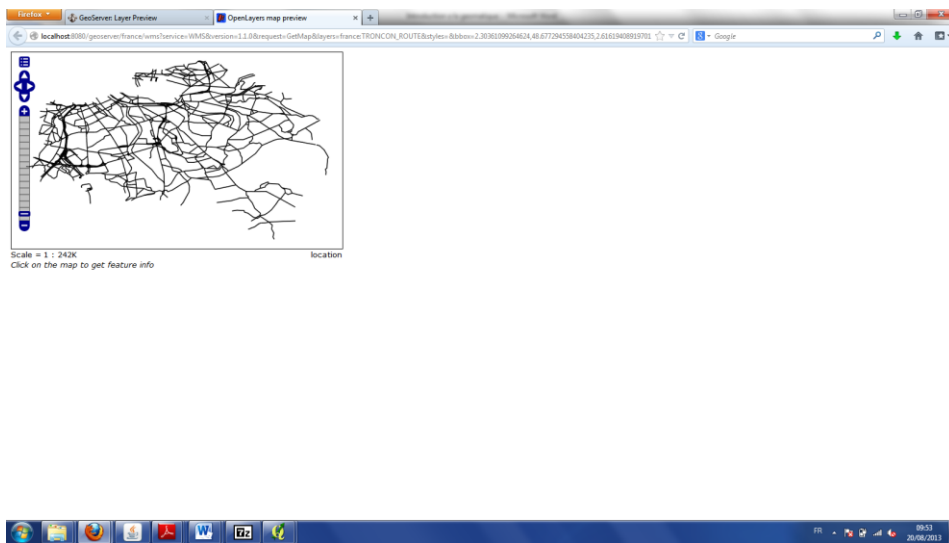 Firefox
GeoServer: Layer Preview
OpenLayers map preview
localhost:8080/geoserver/france/wms?service=WMS&version=1.1.0&request=GetMap&layers=france:TRONCON_ROUTE&styles=&bbox=2.30361099264624,48.677294558404235,2.61619408919701
Google
Scale = 1 : 242K
location
Click on the map to get feature info
FR
09:53
20/08/2013